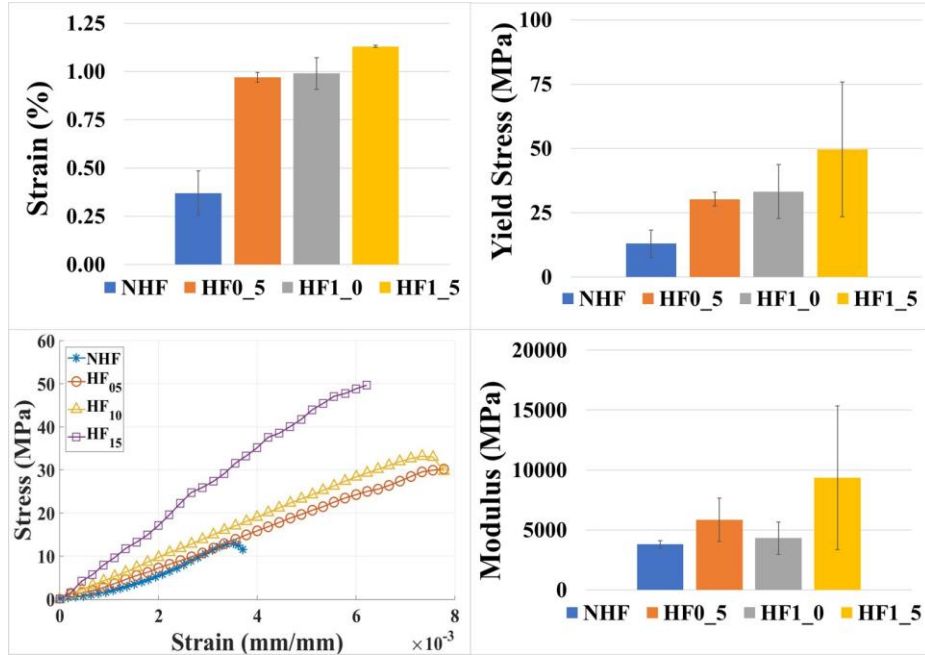 Strain (%)
1.25
1.00
0.75
0.50
0.25
0.00
NHF HF0_5 HF1_0 HF1_5
Yield Stress (MPa)
100
75
50
25
0
NHF HF0_5 HF1_0 HF1_5
Stress (MPa)
60
50
40
30
20
10
0
NHF
HF05
HF10
HF15
0 2 4 6 8
Strain (mm/mm) ×10-3
Modulus (MPa)
20000
15000
10000
5000
0
NHF HF0_5 HF1_0 HF1_5